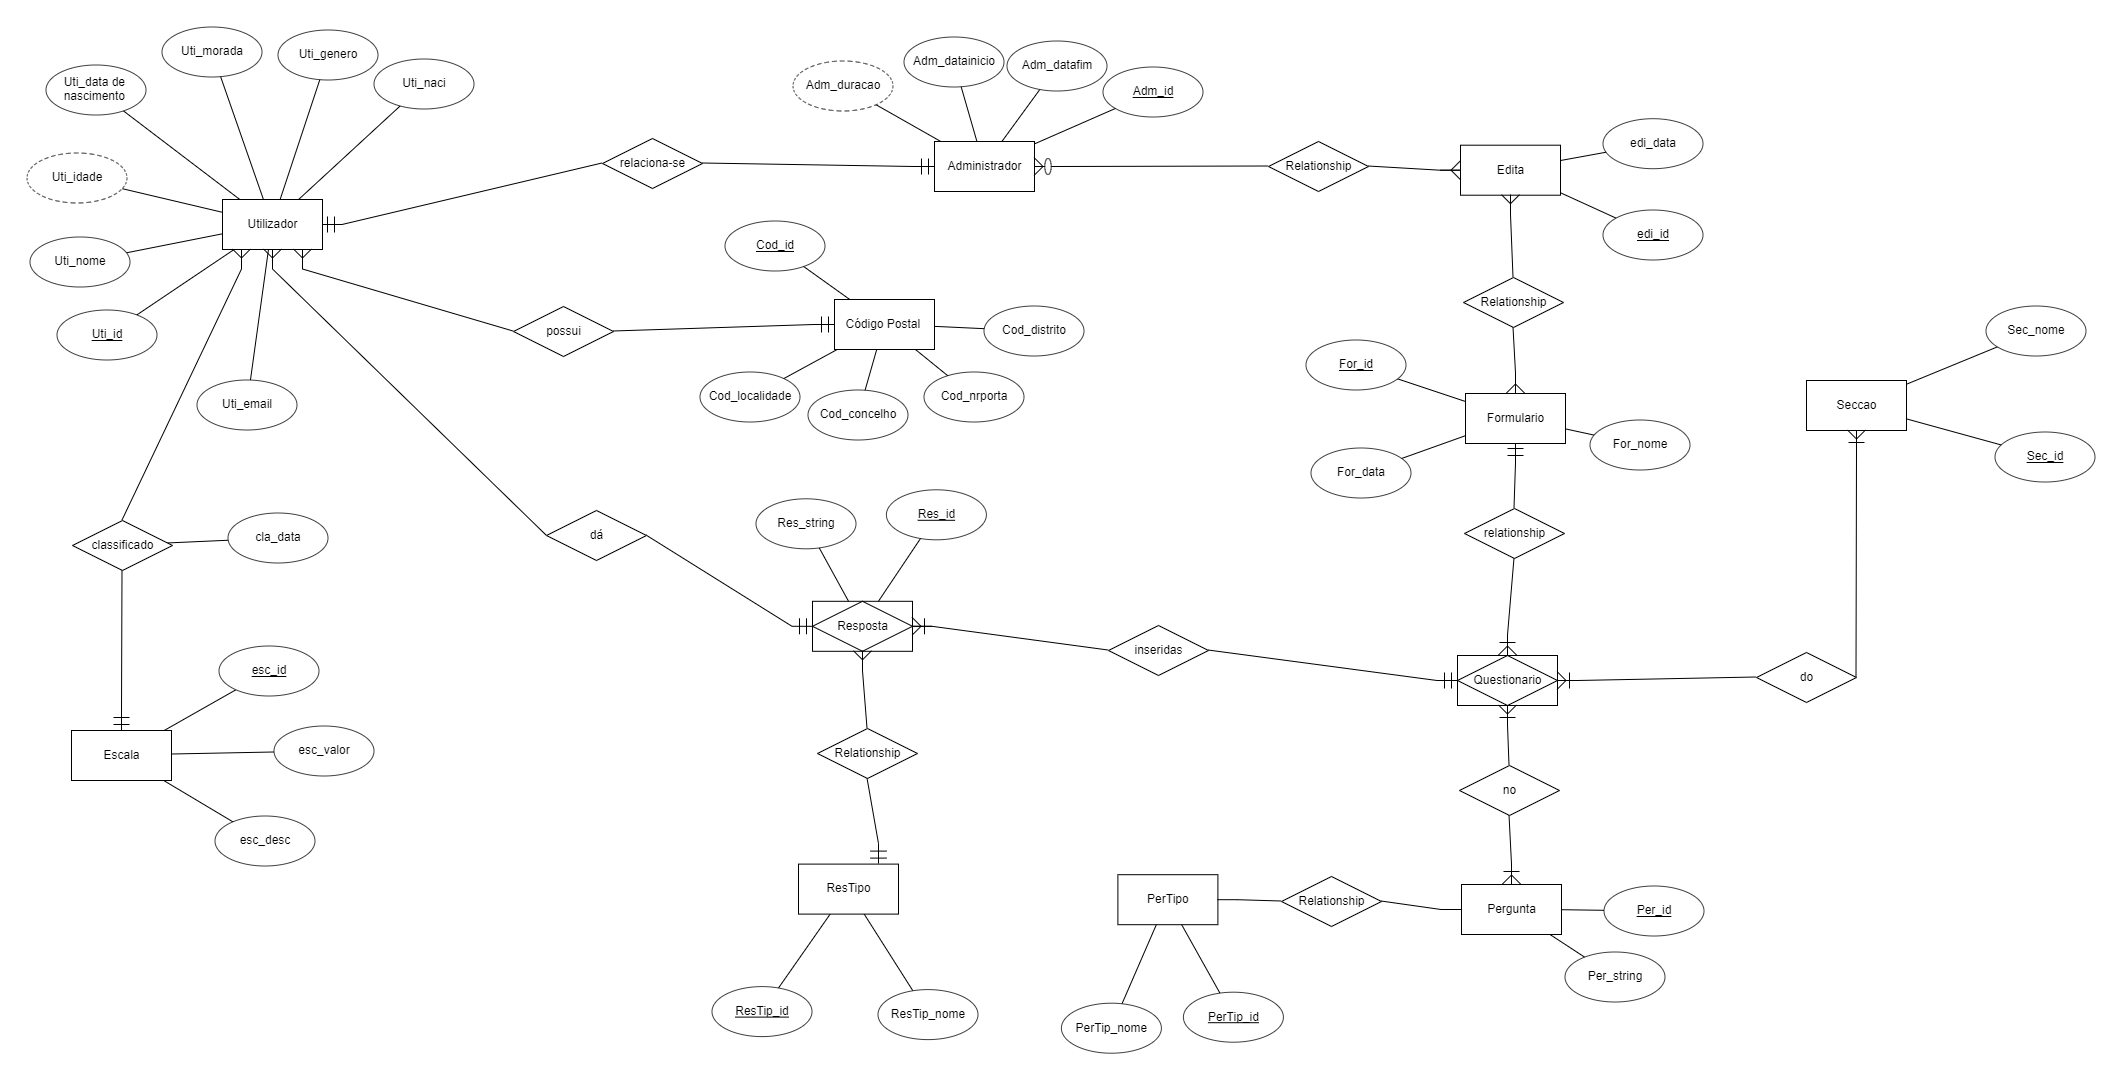 Uti_morada
Uti_genero
Uti_data de
nascimento
Uti_naci
Uti_idade
Utilizador
Uti_nome
Uti_id
Uti_email
relaciona-se
Adm_duracao
Adm_datainicio
Adm_datafim
Adm_id
Administrador
Relationship
Edita
edi_data
edi_id
Cod_id
possui
Código Postal
Cod_distrito
Cod_localidade
Cod_concelho
Cod_nrporta
Relationship
For_id
Formulario
For_nome
For_data
Sec_nome
Seccao
Sec_id
classificado
cla_data
dá
Res_string
Res_id
Resposta
relationship
inseridas
Questionario
do
esc_id
Escala
esc_valor
esc_desc
Relationship
no
ResTipo
ResTip_id
ResTip_nome
PerTipo
Relationship
Pergunta
Per_id
Per_string
PerTip_nome
PerTip_id